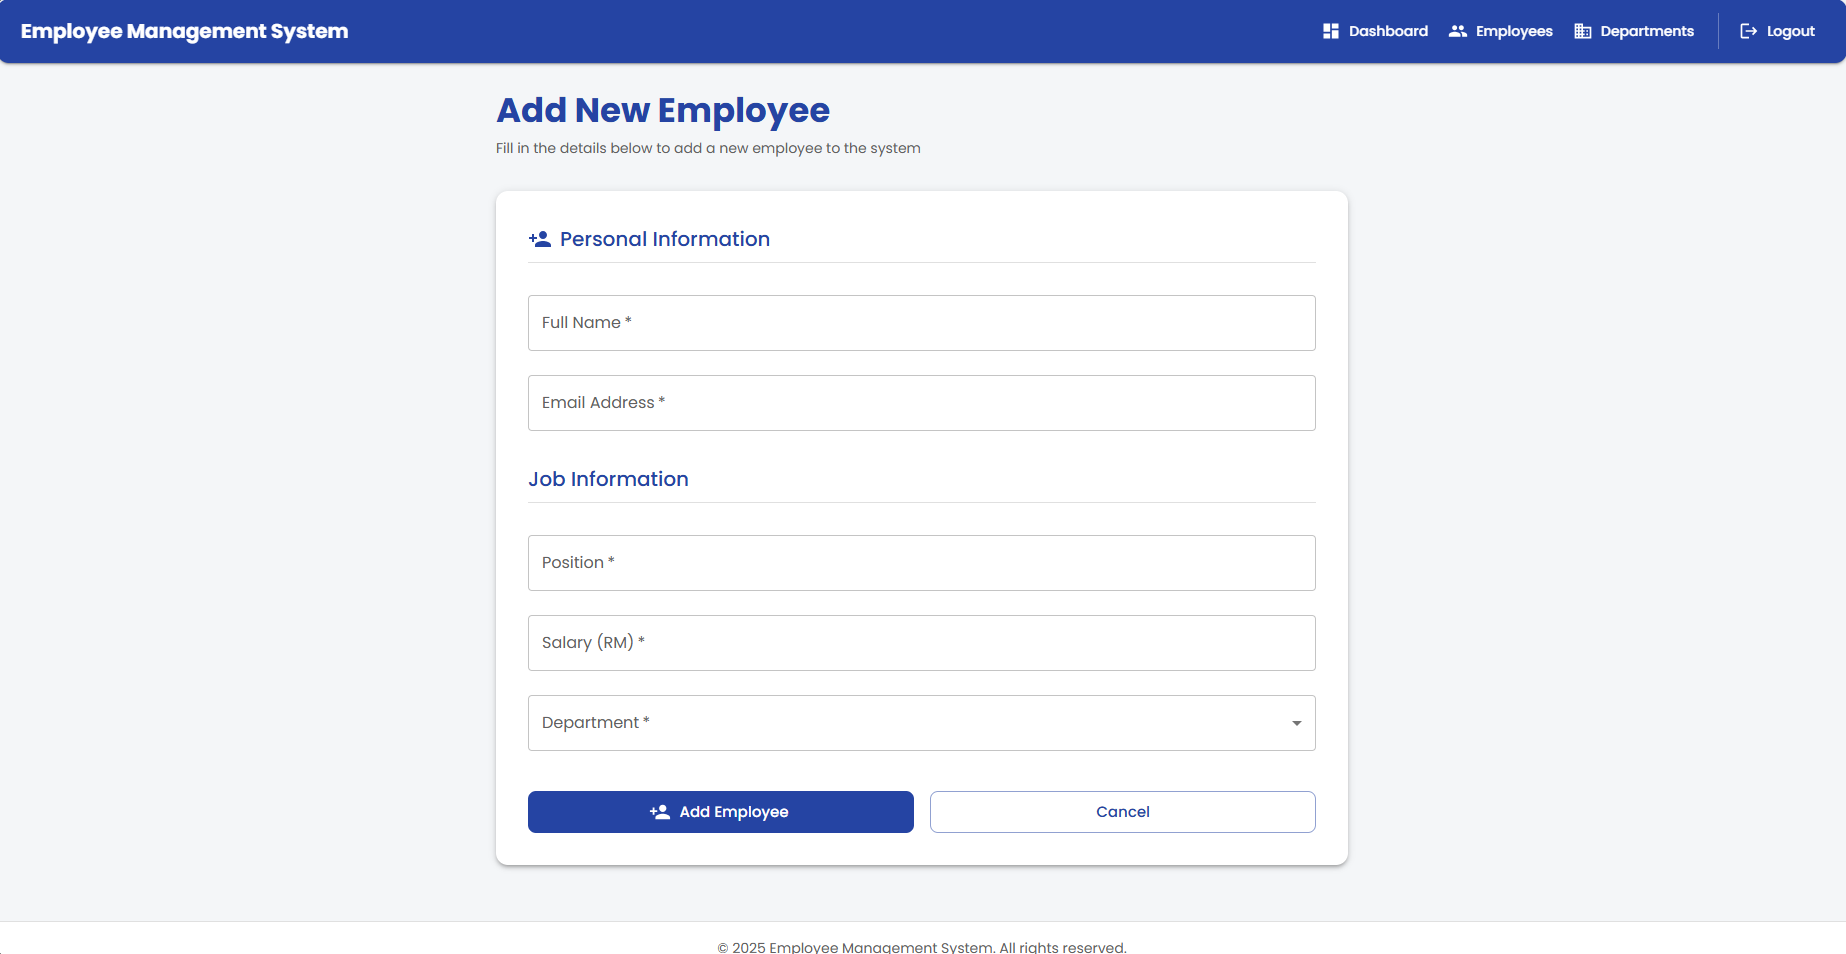 Employee Management System
Dashboard
Employees
Departments
Logout
Add New Employee
Fill in the details below to add a new employee to the system
Personal Information
Full Name *
Email Address *
Job Information
Position *
Salary (RM) *
Department *
Add Employee
Cancel
© 2025 Employee Management System. All rights reserved.